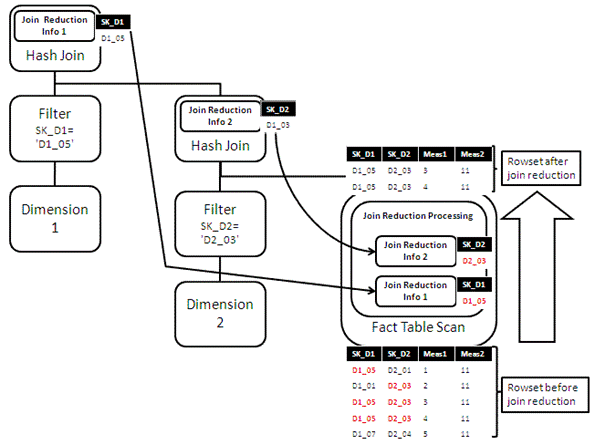 Join Reduction
Info 1
SK_D1
D1_05
Hash Join
Filter
SK_D1=
'D1_05'
Dimension
1
Join Reduction
Info 2
SK_D2
D1_03
Hash Join
Filter
SK_D2=
'D2_03'
Dimension
2
SK_D1 SK_D2 Meas1 Meas2
D1_05 D2_03 3 11
D1_05 D2_03 4 11
Rowset after
join reduction
Join Reduction Processing
Join Reduction
Info 2
SK_D2
D2_03
Join Reduction
Info 1
SK_D1
D1_05
Fact Table Scan
SK_D1 SK_D2 Meas1 Meas2
D1_05 D2_01 1 11
D1_01 D2_03 2 11
D1_05 D2_03 3 11
D1_05 D2_03 4 11
D1_07 D2_04 5 11
Rowset before
join reduction